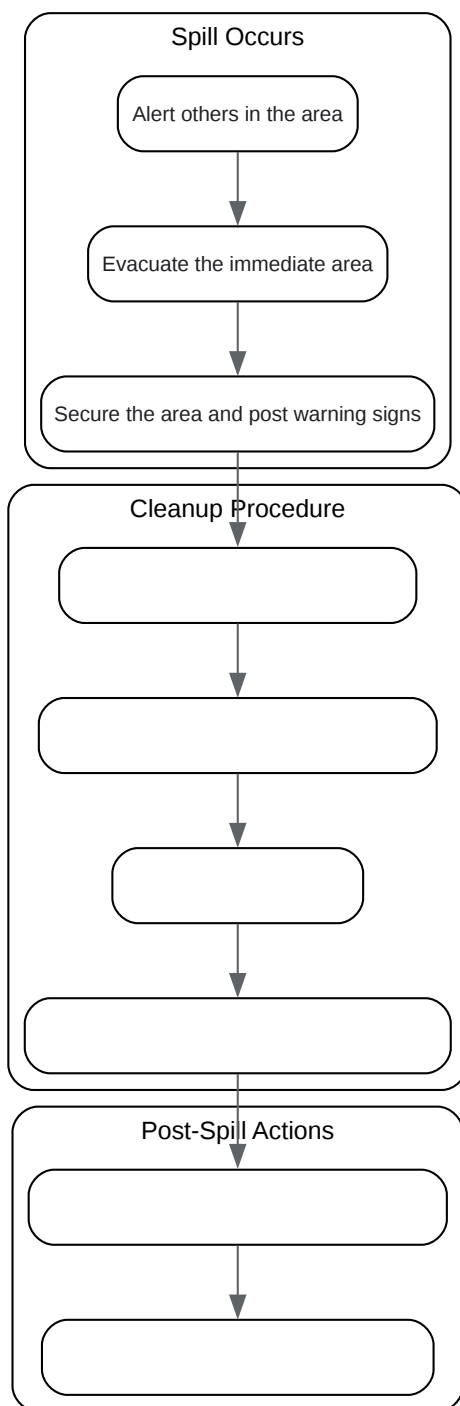 Spill Occurs
Alert others in the area
Evacuate the immediate area
Secure the area and post warning signs
Cleanup Procedure
Post-Spill Actions